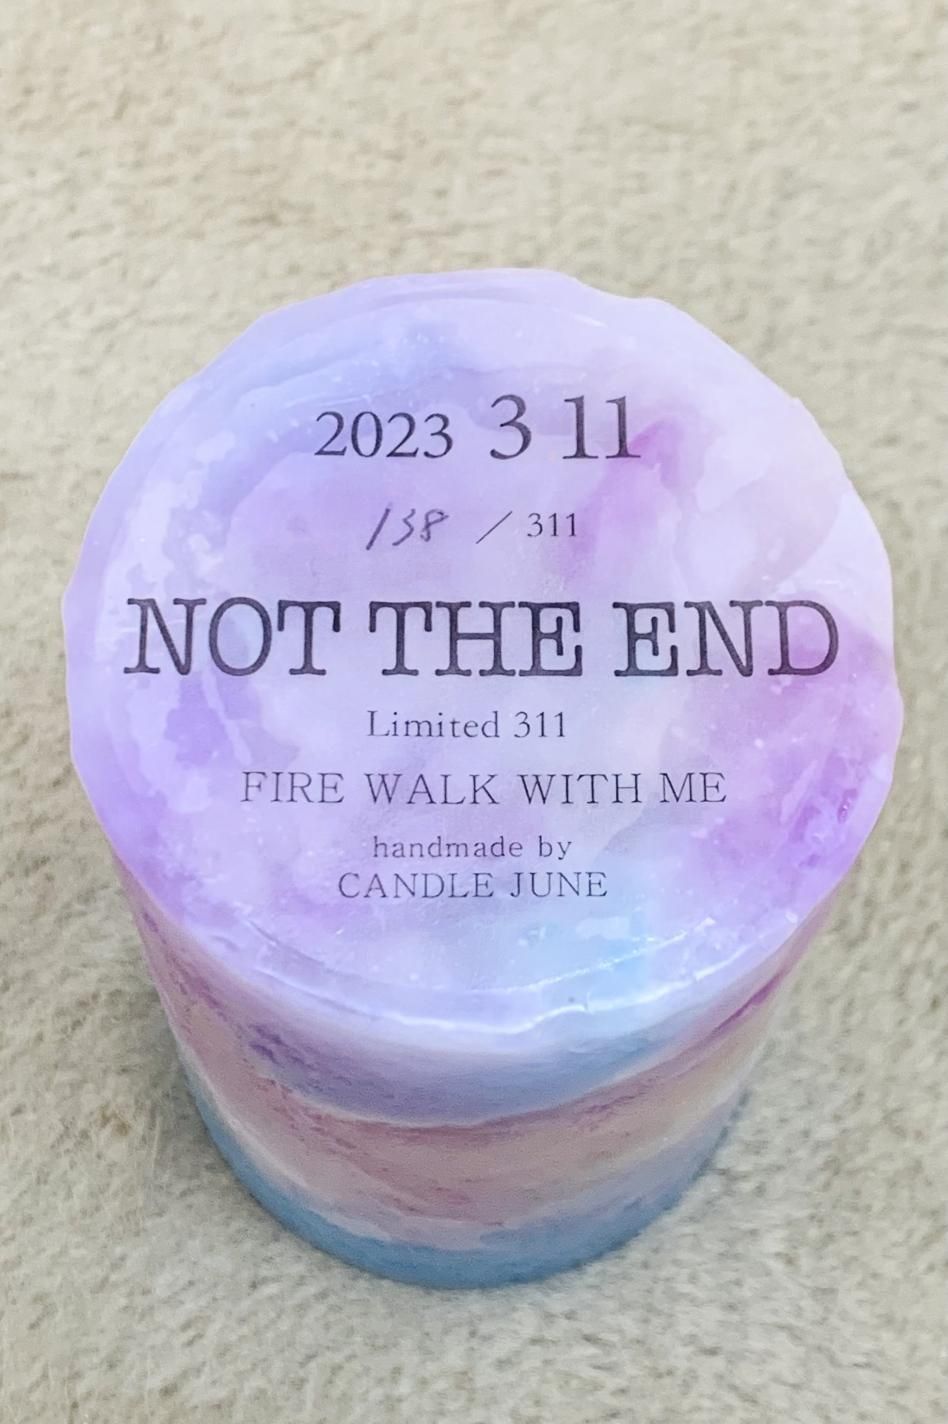 2023 3 11
138 / 311
NOT THE END
Limited 311
FIRE WALK WITH ME
handmade by
CANDLE JUNE